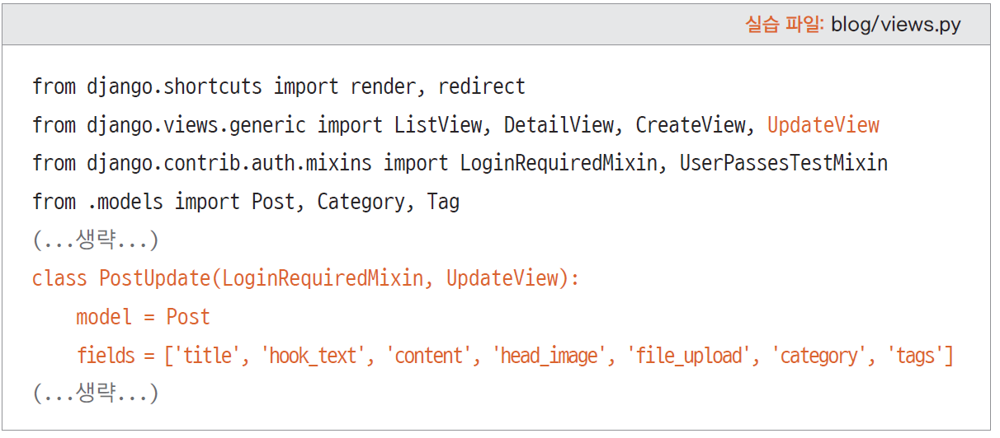 실습 파일: blog/views.py
from django.shortcuts import render, redirect
from django.views.generic import ListView, DetailView, CreateView, UpdateView
from django.contrib.auth.mixins import LoginRequiredMixin, UserPassesTestMixin
from .models import Post, Category, Tag
(...생략...)
class PostUpdate(LoginRequiredMixin, UpdateView):
    model = Post
    fields = ['title', 'hook_text', 'content', 'head_image', 'file_upload', 'category', 'tags']
(...생략...)